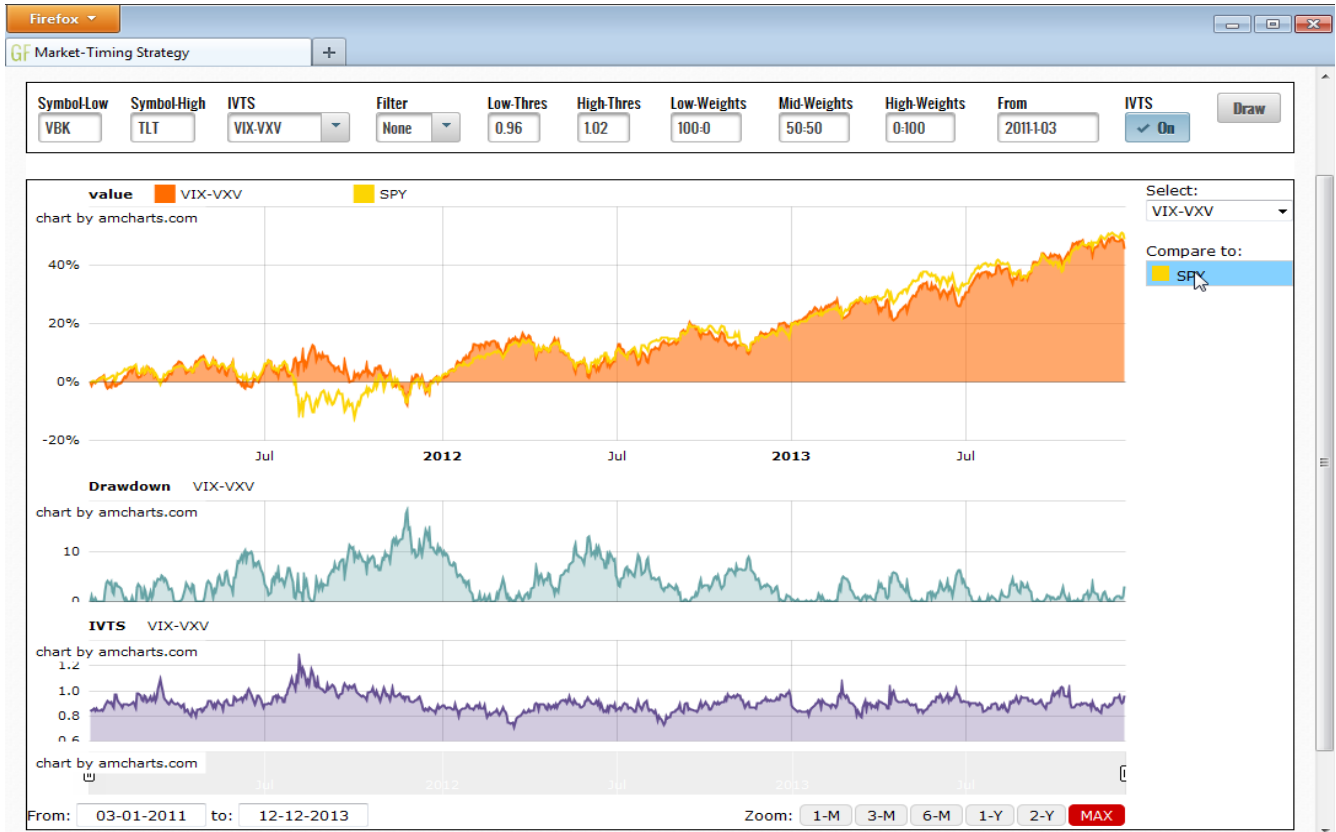 Firefox
GF Market-Timing Strategy
Symbol-Low Symbol-High IVTS Filter Low-Thres High-Thres Low-Weights Mid-Weights High-Weights From IVTS
VBK TLT VIX-VXV None 0.96 1.02 100:0 50:50 0:100 2011-1-03 On Draw
value VIX-VXV SPY
chart by amcharts.com
40%
20%
0%
-20%
Jul 2012 Jul 2013 Jul
Select:
VIX-VXV
Compare to:
SPY
Drawdown VIX-VXV
chart by amcharts.com
10
0
IVTS VIX-VXV
chart by amcharts.com
1.2
1.0
0.8
0.6
chart by amcharts.com
Jul 2012 Jul 2013 Jul
From: 03-01-2011 to: 12-12-2013 Zoom: 1-M 3-M 6-M 1-Y 2-Y MAX